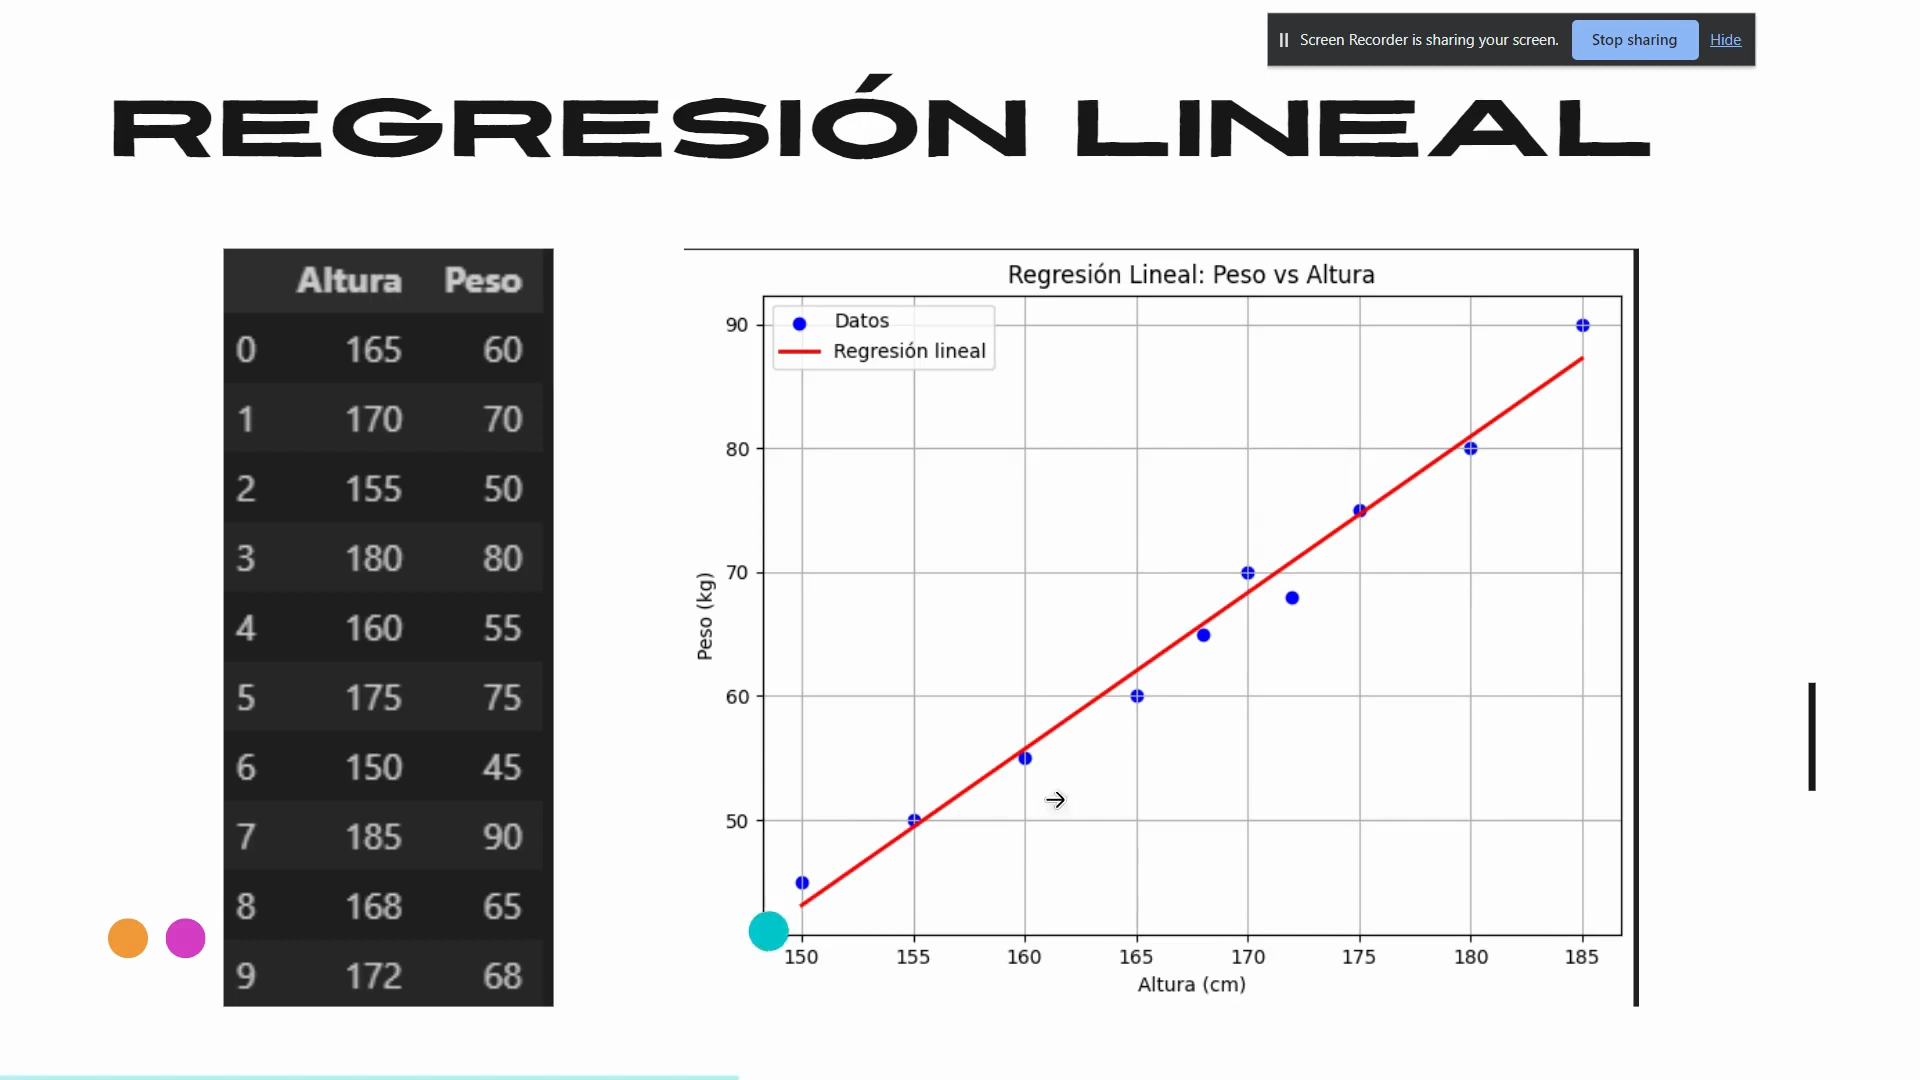 Screen Recorder is sharing your screen. Stop sharing Hide
REGRESIÓN LINEAL
Altura Peso
0 165 60
1 170 70
2 155 50
3 180 80
4 160 55
5 175 75
6 150 45
7 185 90
8 168 65
9 172 68
Regresión Lineal: Peso vs Altura
Datos
Regresión lineal
90
80
70
60
50
Peso (kg)
150 155 160 165 170 175 180 185
Altura (cm)